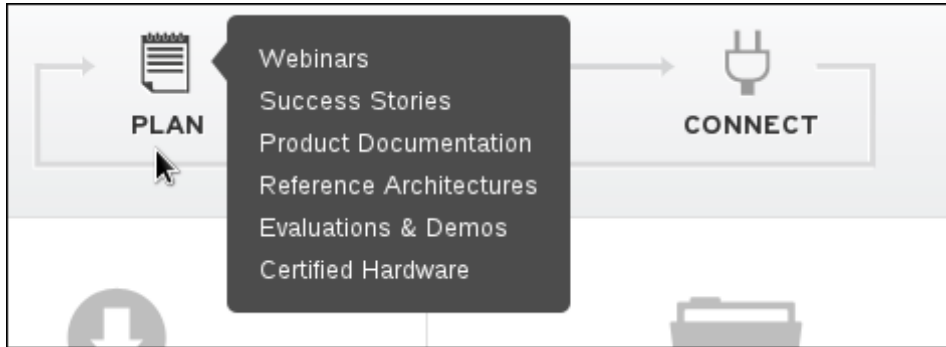 PLAN
Webinars
Success Stories
Product Documentation
Reference Architectures
Evaluations & Demos
Certified Hardware
CONNECT